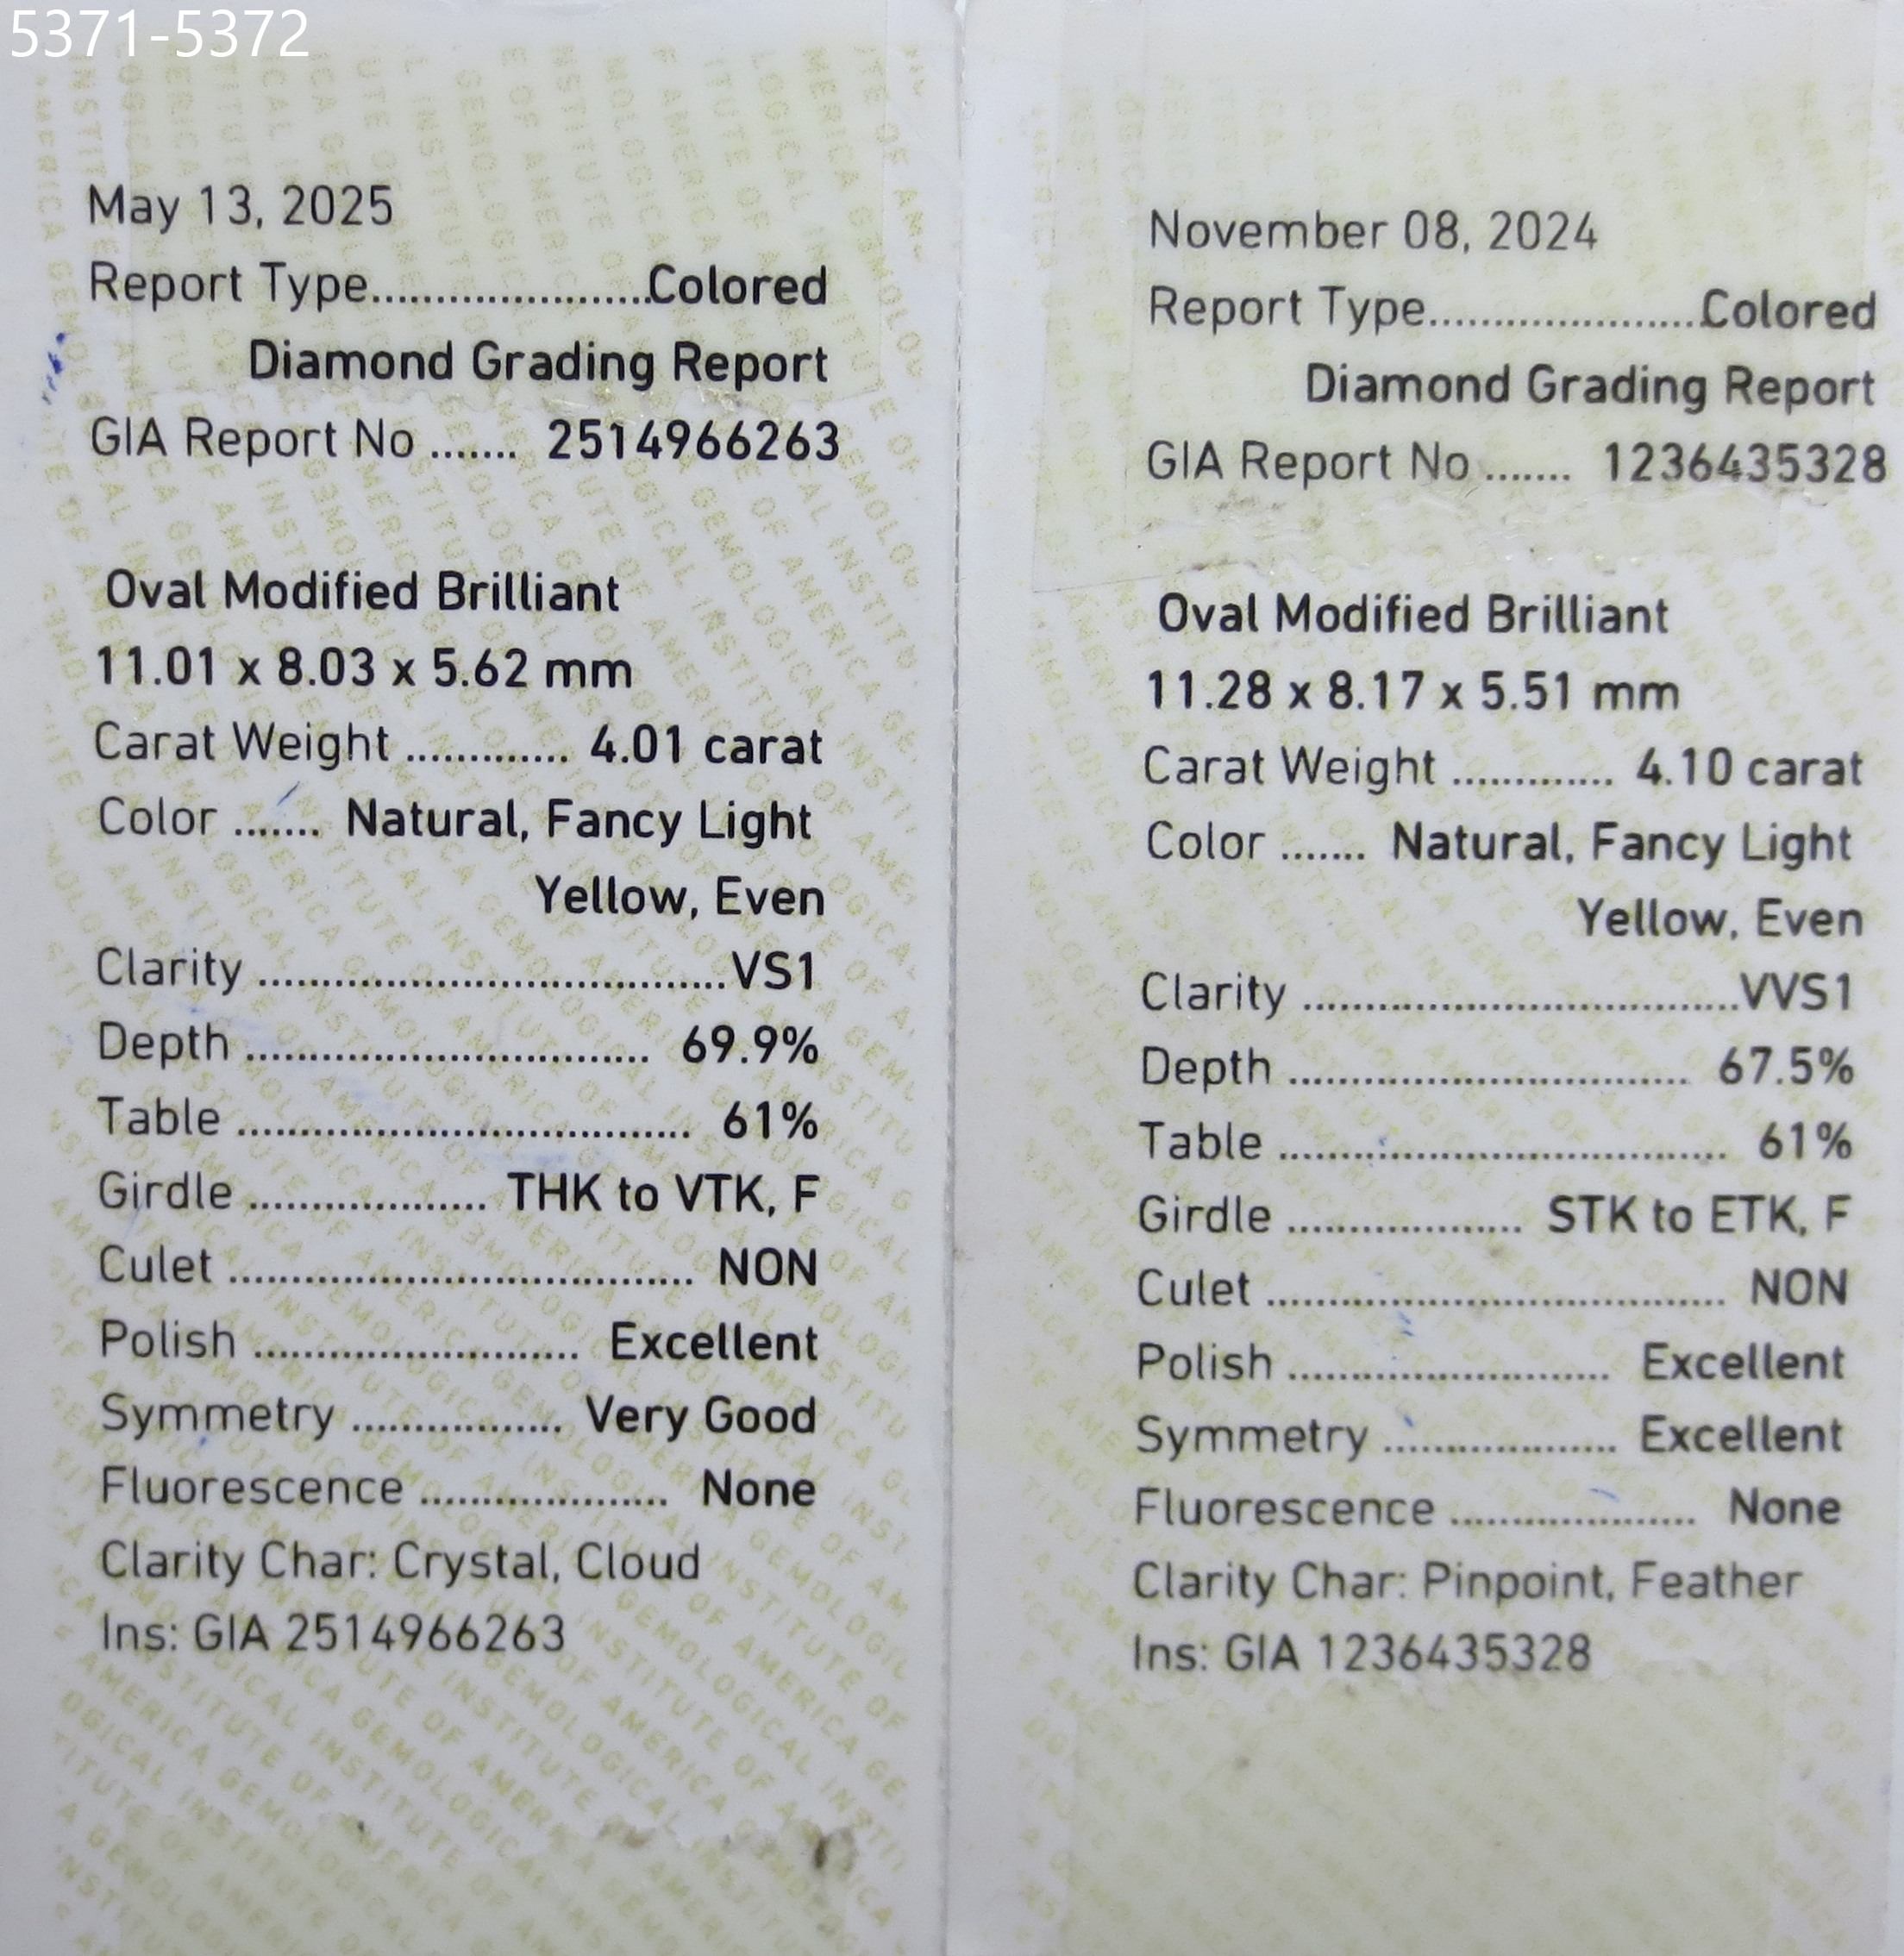 5371-5372
May 13, 2025
Report Type......................Colored
Diamond Grading Report
GIA Report No ....... 2514966263
Oval Modified Brilliant
11.01 x 8.03 x 5.62 mm
Carat Weight ............. 4.01 carat
Color ....... Natural, Fancy Light
Yellow, Even
Clarity .....................................VS1
Depth ................................ 69.9%
Table .................................... 61%
Girdle ................... THK to VTK, F
Culet ..................................... NON
Polish .......................... Excellent
Symmetry ................. Very Good
Fluorescence .................... None
Clarity Char: Crystal, Cloud
Ins: GIA 2514966263
November 08, 2024
Report Type......................Colored
Diamond Grading Report
GIA Report No ....... 1236435328
Oval Modified Brilliant
11.28 x 8.17 x 5.51 mm
Carat Weight ............. 4.10 carat
Color ....... Natural, Fancy Light
Yellow, Even
Clarity ...................................VVS1
Depth ................................ 67.5%
Table .................................... 61%
Girdle ................... STK to ETK, F
Culet ..................................... NON
Polish .......................... Excellent
Symmetry ................... Excellent
Fluorescence .................... None
Clarity Char: Pinpoint, Feather
Ins: GIA 1236435328